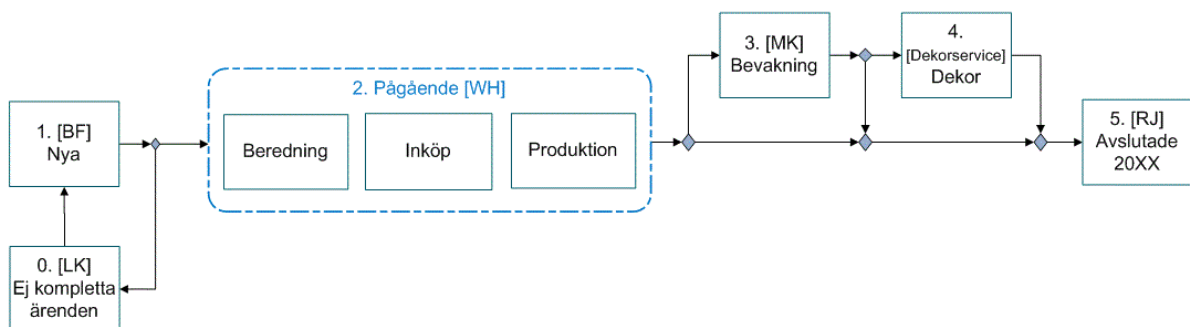 1. [BF]
Nya
0. [LK]
Ej kompletta
ärenden
2. Pågående [WH]
Beredning
Inköp
Produktion
3. [MK]
Bevakning
4.
[Dekorservice]
Dekor
5. [RJ]
Avslutade
20XX